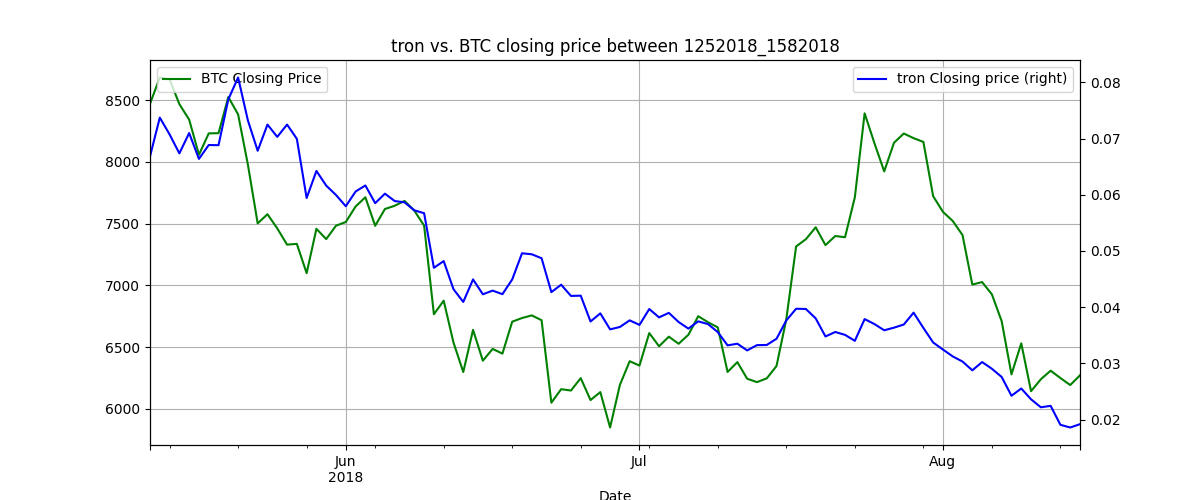 tron vs. BTC closing price between 1252018_1582018
BTC Closing Price
tron Closing price (right)
8500
8000
7500
7000
6500
6000
0.08
0.07
0.06
0.05
0.04
0.03
0.02
Jun
2018
Jul
Aug
Date